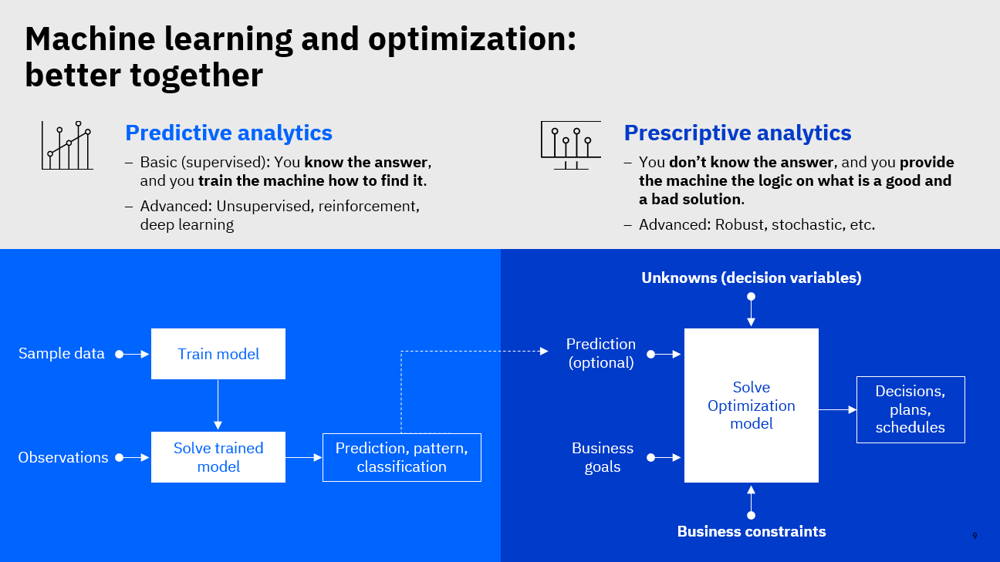 Machine learning and optimization:
better together
Predictive analytics
– Basic (supervised): You know the answer,
and you train the machine how to find it.
– Advanced: Unsupervised, reinforcement,
deep learning
Prescriptive analytics
– You don’t know the answer, and you provide
the machine the logic on what is a good and
a bad solution.
– Advanced: Robust, stochastic, etc.
Sample data
Train model
Observations
Solve trained
model
Prediction, pattern,
classification
Unknowns (decision variables)
Prediction
(optional)
Business
goals
Solve
Optimization
model
Decisions,
plans,
schedules
Business constraints
9